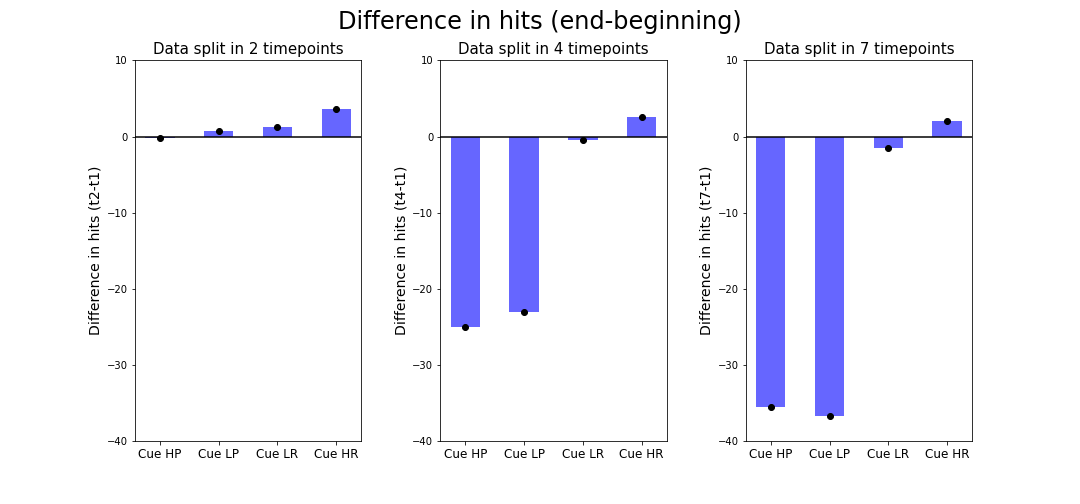 Difference in hits (end-beginning)
Data split in 2 timepoints
Difference in hits (t2-t1)
10
0
−10
−20
−30
−40
Cue HP Cue LP Cue LR Cue HR
Data split in 4 timepoints
Difference in hits (t4-t1)
10
0
−10
−20
−30
−40
Cue HP Cue LP Cue LR Cue HR
Data split in 7 timepoints
Difference in hits (t7-t1)
10
0
−10
−20
−30
−40
Cue HP Cue LP Cue LR Cue HR